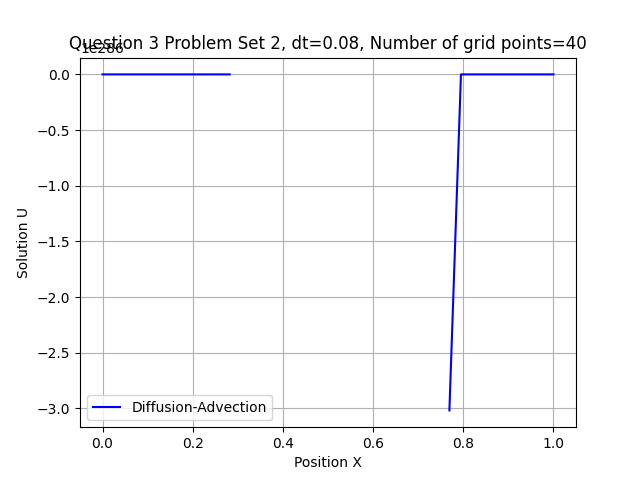 Question 3 Problem Set 2, dt=0.08, Number of grid points=40
1e286
0.0
−0.5
−1.0
−1.5
−2.0
−2.5
−3.0
Solution U
Diffusion-Advection
0.0 0.2 0.4 0.6 0.8 1.0
Position X